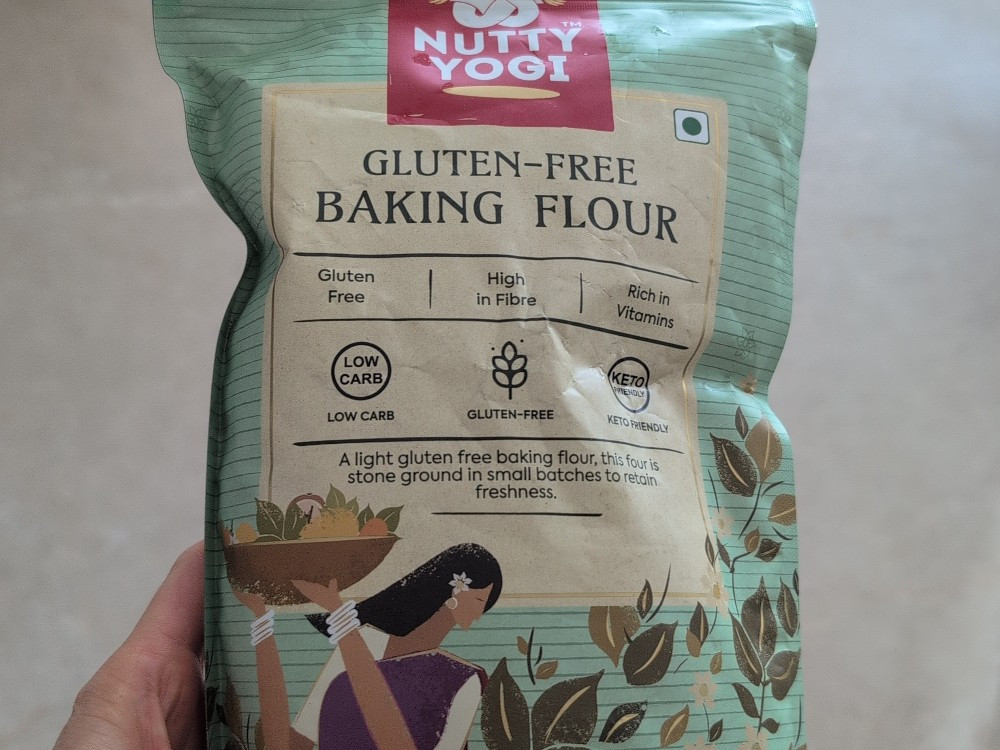 NUTTY™
YOGI
GLUTEN-FREE
BAKING FLOUR
Gluten
Free
High
in Fibre
Rich in
Vitamins
LOW
CARB
KETO
FRIENDLY
LOW CARB
GLUTEN-FREE
KETO FRIENDLY
A light gluten free baking flour, this four is
stone ground in small batches to retain
freshness.